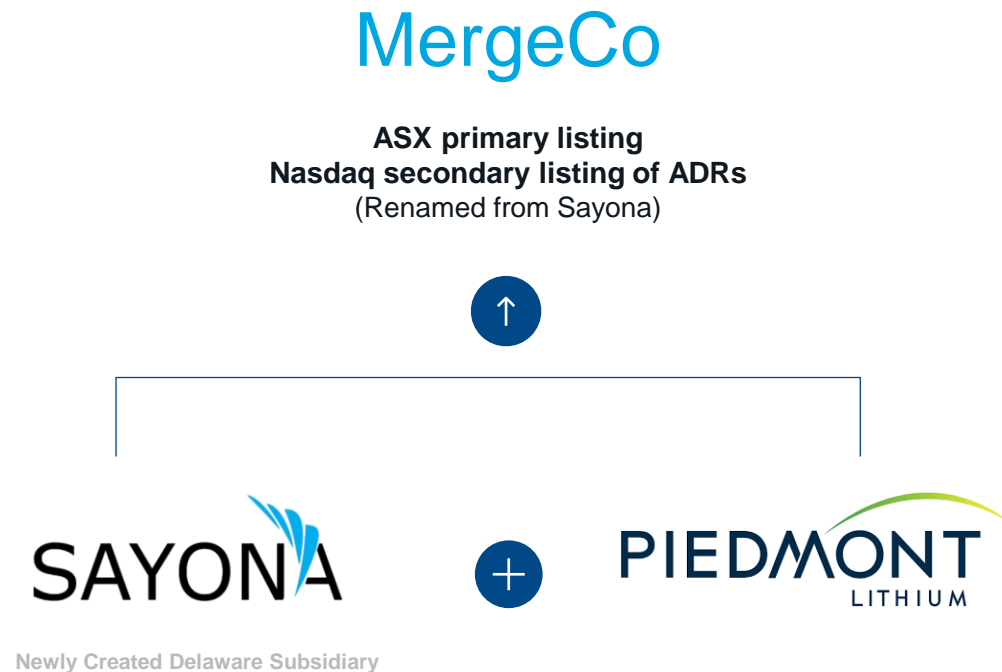 MergeCo
ASX primary listing
Nasdaq secondary listing of ADRs
(Renamed from Sayona)
SAYONA
PIEDMONT
LITHIUM
Newly Created Delaware Subsidiary